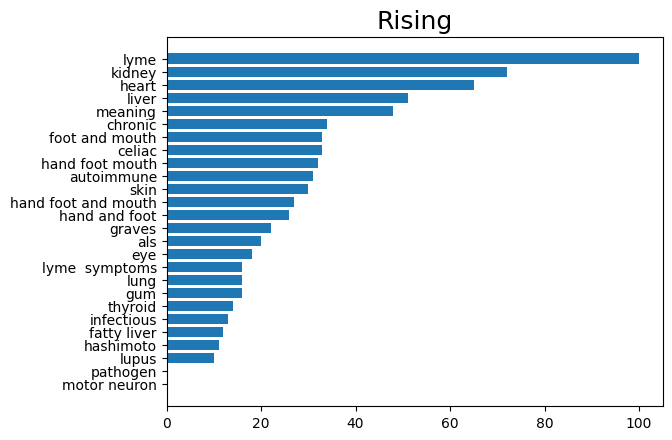 Rising
lyme
kidney
heart
liver
meaning
chronic
foot and mouth
celiac
hand foot mouth
autoimmune
skin
hand foot and mouth
hand and foot
graves
als
eye
lyme  symptoms
lung
gum
thyroid
infectious
fatty liver
hashimoto
lupus
pathogen
motor neuron
0 20 40 60 80 100